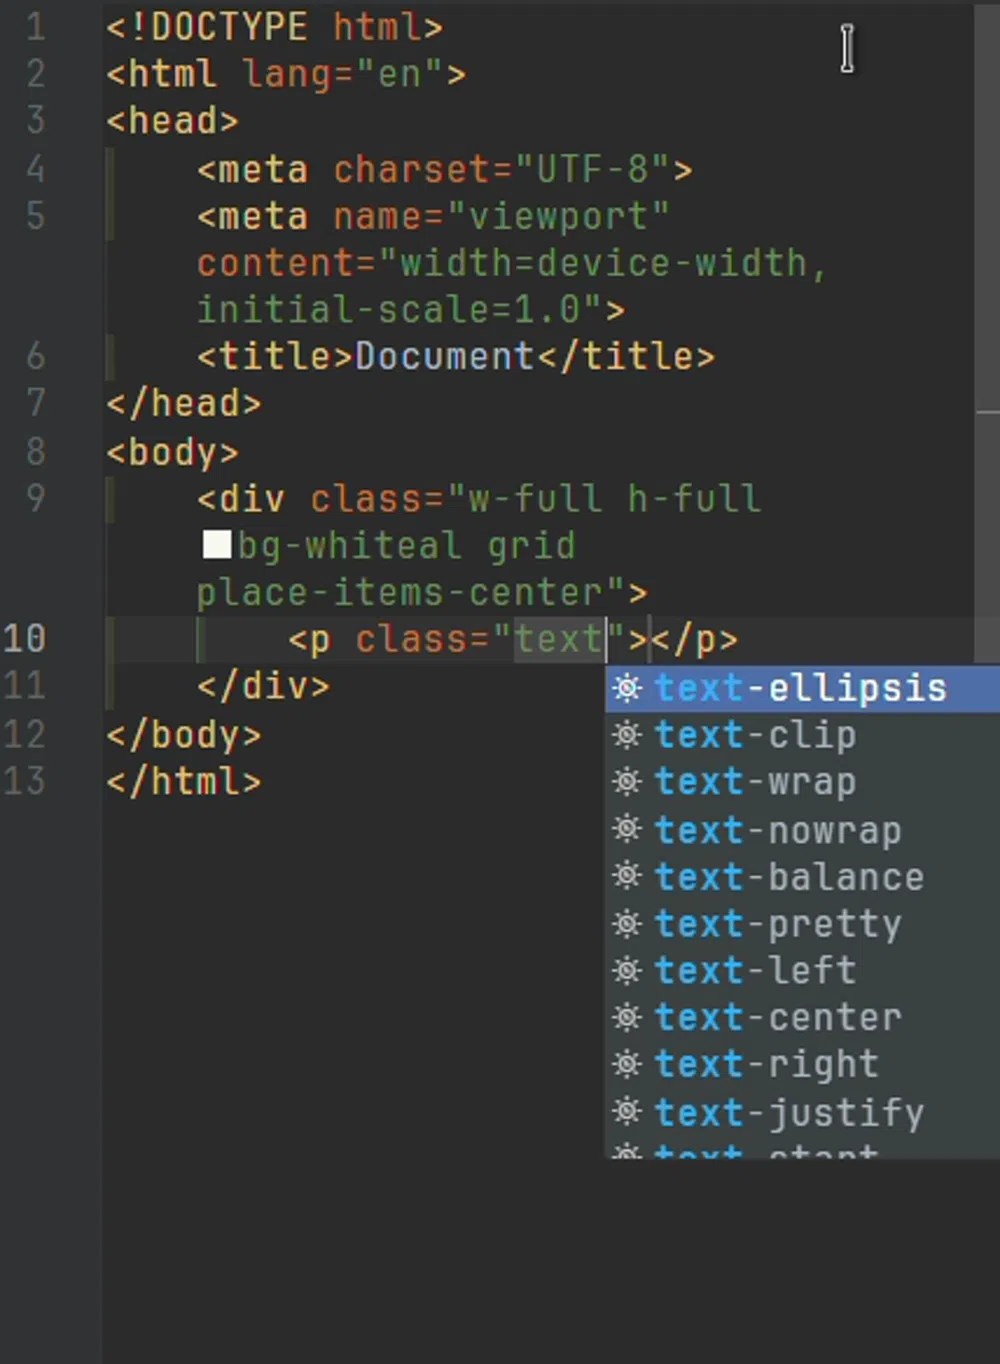 1 <!DOCTYPE html>
2 <html lang="en">
3 <head>
4 <meta charset="UTF-8">
5 <meta name="viewport"
content="width=device-width,
initial-scale=1.0">
6 <title>Document</title>
7 </head>
8 <body>
9 <div class="w-full h-full
bg-whiteal grid
place-items-center">
10 <p class="text"></p>
11 </div>
12 </body>
13 </html>
text-ellipsis
text-clip
text-wrap
text-nowrap
text-balance
text-pretty
text-left
text-center
text-right
text-justify
text-start